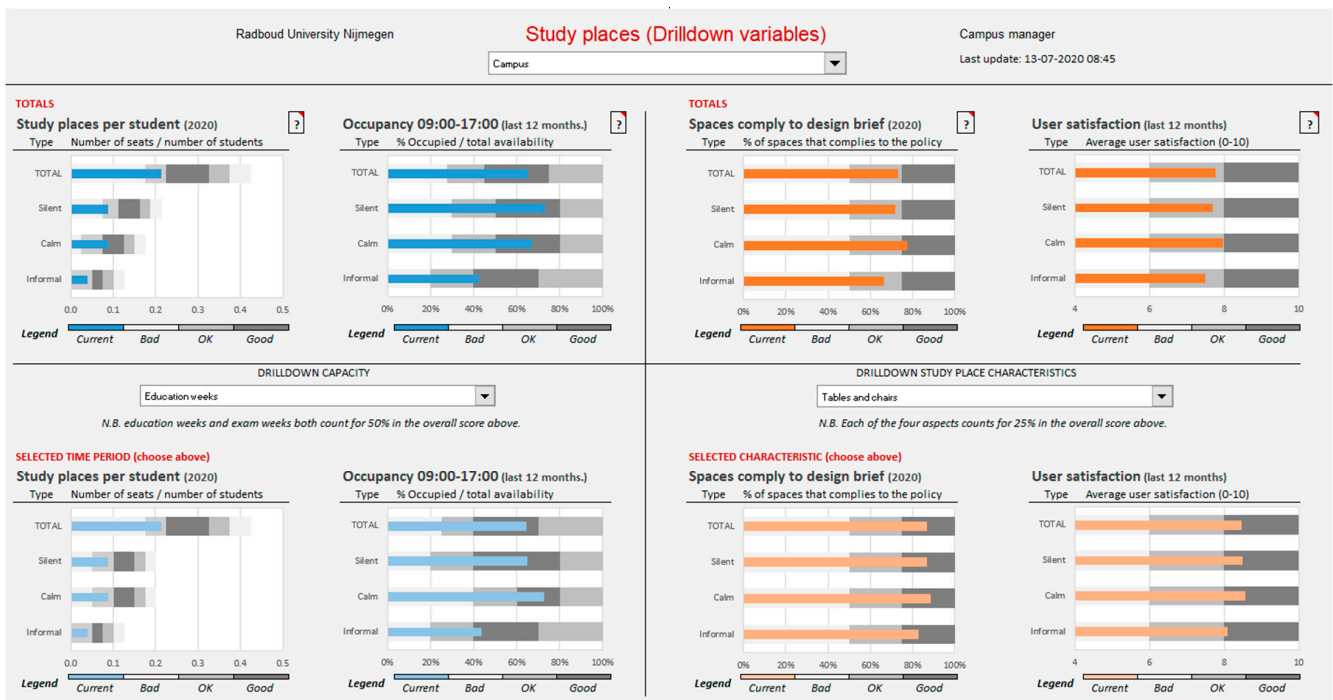 Radboud University Nijmegen
Study places (Drilldown variables)
Campus manager
Campus
Last update: 13-07-2020 08:45
TOTALS
Study places per student (2020)
?
Type Number of seats / number of students
TOTAL
Silent
Calm
Informal
0.0 0.1 0.2 0.3 0.4 0.5
Legend
Current Bad OK Good
Occupancy 09:00-17:00 (last 12 months.)
?
Type % Occupied / total availability
TOTAL
Silent
Calm
Informal
0% 20% 40% 60% 80% 100%
Legend
Current Bad OK Good
TOTALS
Spaces comply to design brief (2020)
?
Type % of spaces that complies to the policy
TOTAL
Silent
Calm
Informal
0% 20% 40% 60% 80% 100%
Legend
Current Bad OK Good
User satisfaction (last 12 months)
?
Type Average user satisfaction (0-10)
TOTAL
Silent
Calm
Informal
4 6 8 10
Legend
Current Bad OK Good
DRILLDOWN CAPACITY
Education weeks
N.B. education weeks and exam weeks both count for 50% in the overall score above.
SELECTED TIME PERIOD (choose above)
Study places per student (2020)
Type Number of seats / number of students
TOTAL
Silent
Calm
Informal
0.0 0.1 0.2 0.3 0.4 0.5
Legend
Current Bad OK Good
Occupancy 09:00-17:00 (last 12 months.)
Type % Occupied / total availability
TOTAL
Silent
Calm
Informal
0% 20% 40% 60% 80% 100%
Legend
Current Bad OK Good
DRILLDOWN STUDY PLACE CHARACTERISTICS
Tables and chairs
N.B. Each of the four aspects counts for 25% in the overall score above.
SELECTED CHARACTERISTIC (choose above)
Spaces comply to design brief (2020)
Type % of spaces that complies to the policy
TOTAL
Silent
Calm
Informal
0% 20% 40% 60% 80% 100%
Legend
Current Bad OK Good
User satisfaction (last 12 months)
Type Average user satisfaction (0-10)
TOTAL
Silent
Calm
Informal
4 6 8 10
Legend
Current Bad OK Good